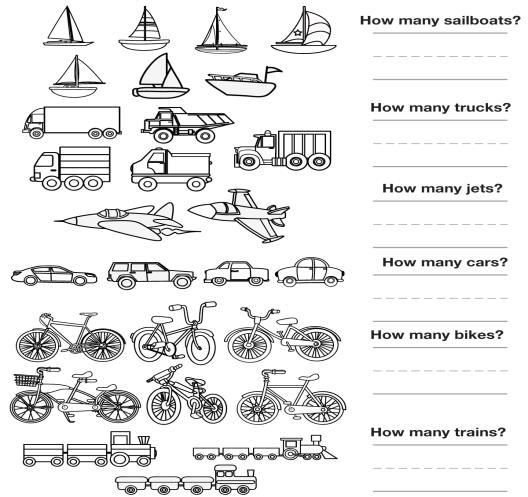 How many sailboats?
How many trucks?
How many jets?
How many cars?
How many bikes?
How many trains?